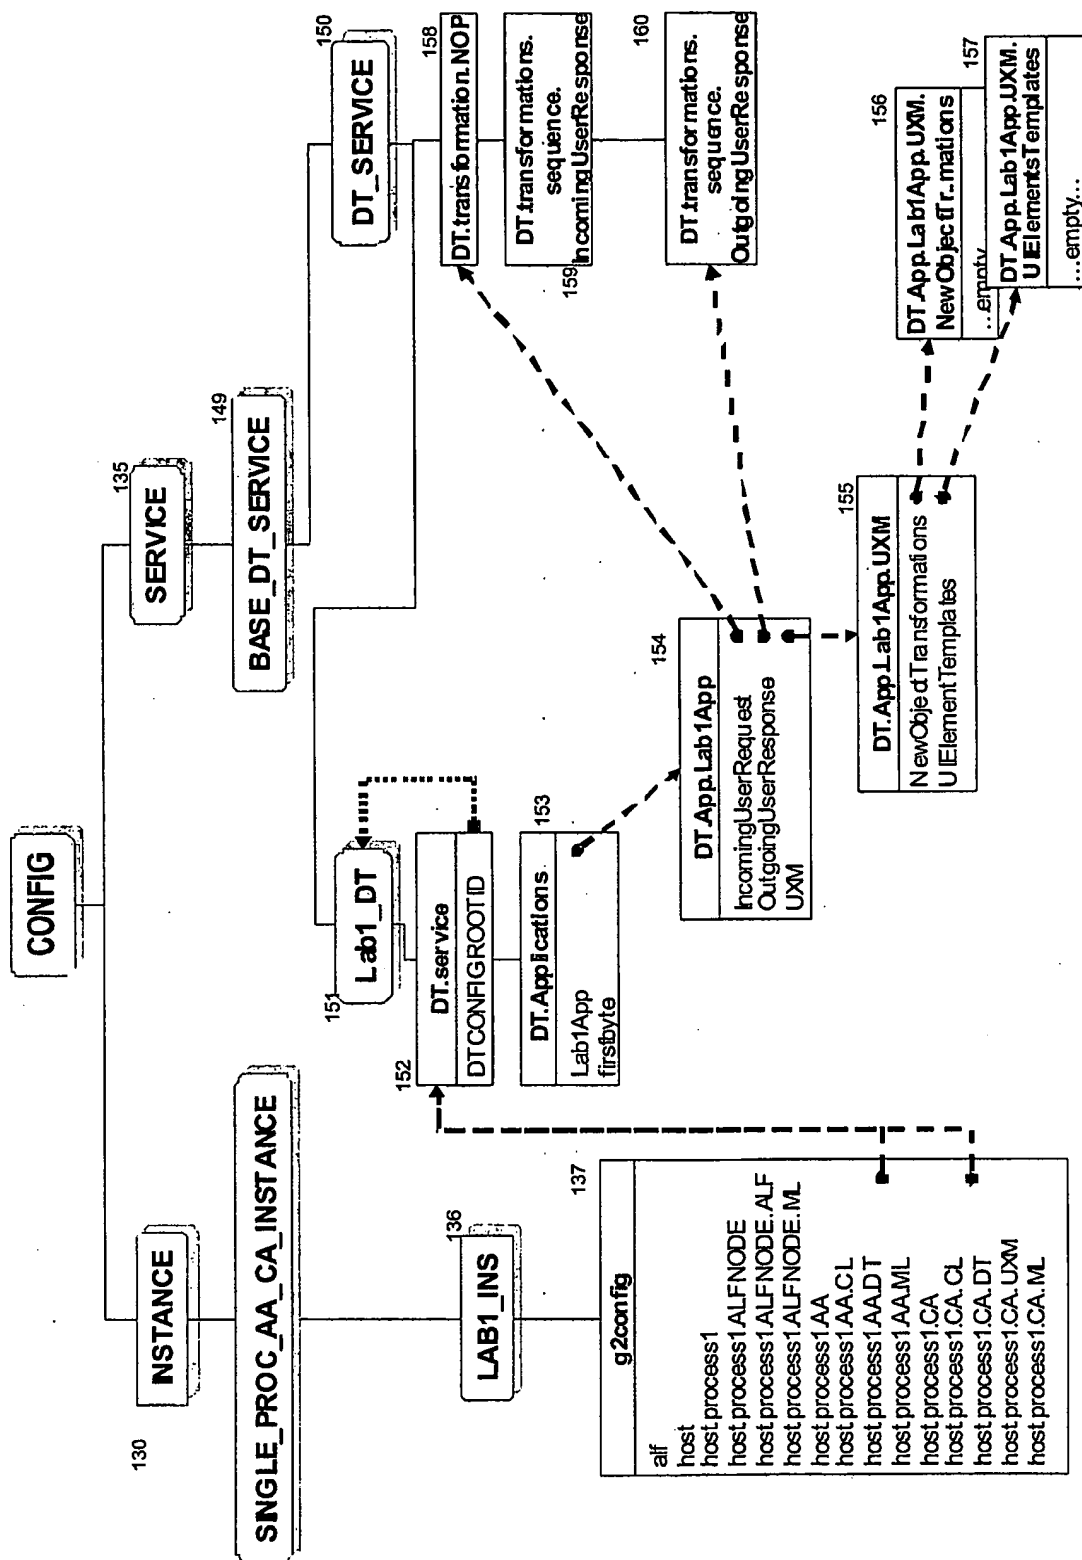 CONFIG
130
INSTANCE
SINGLE_PROC_AA_CA_INSTANCE
136
LAB1_INS
137
g2config
alf
host
host.process1
host.process1.ALFNODE
host.process1.ALFNODE.ALF
host.process1.ALFNODE.ML
host.process1.AA
host.process1.AA.CL
host.process1.AA.DT
host.process1.AA.ML
host.process1.CA
host.process1.CA.CL
host.process1.CA.DT
host.process1.CA.UXM
host.process1.CA.ML
135
SERVICE
149
BASE_DT_SERVICE
151
Lab1_DT
152
DT.service
DTCONFIGROOTID
153
DT.Applications
Lab1App
firstbyte
154
DT.App.Lab1App
IncomingUserRequest
OutgoingUserResponse
UXM
155
DT.App.Lab1App.UXM
NewObjectTransformations
UIElementTemplates
150
DT_SERVICE
158
DT.transformation.NOP
159
DT.transformations.
sequence.
IncomingUserResponse
160
DT.transformations.
sequence.
OutgoingUserResponse
156
DT.App.Lab1App.UXM.
NewObjectTr..mations
...empty
157
DT.App.Lab1App.UXM.
UIElementsTemplates
...empty...